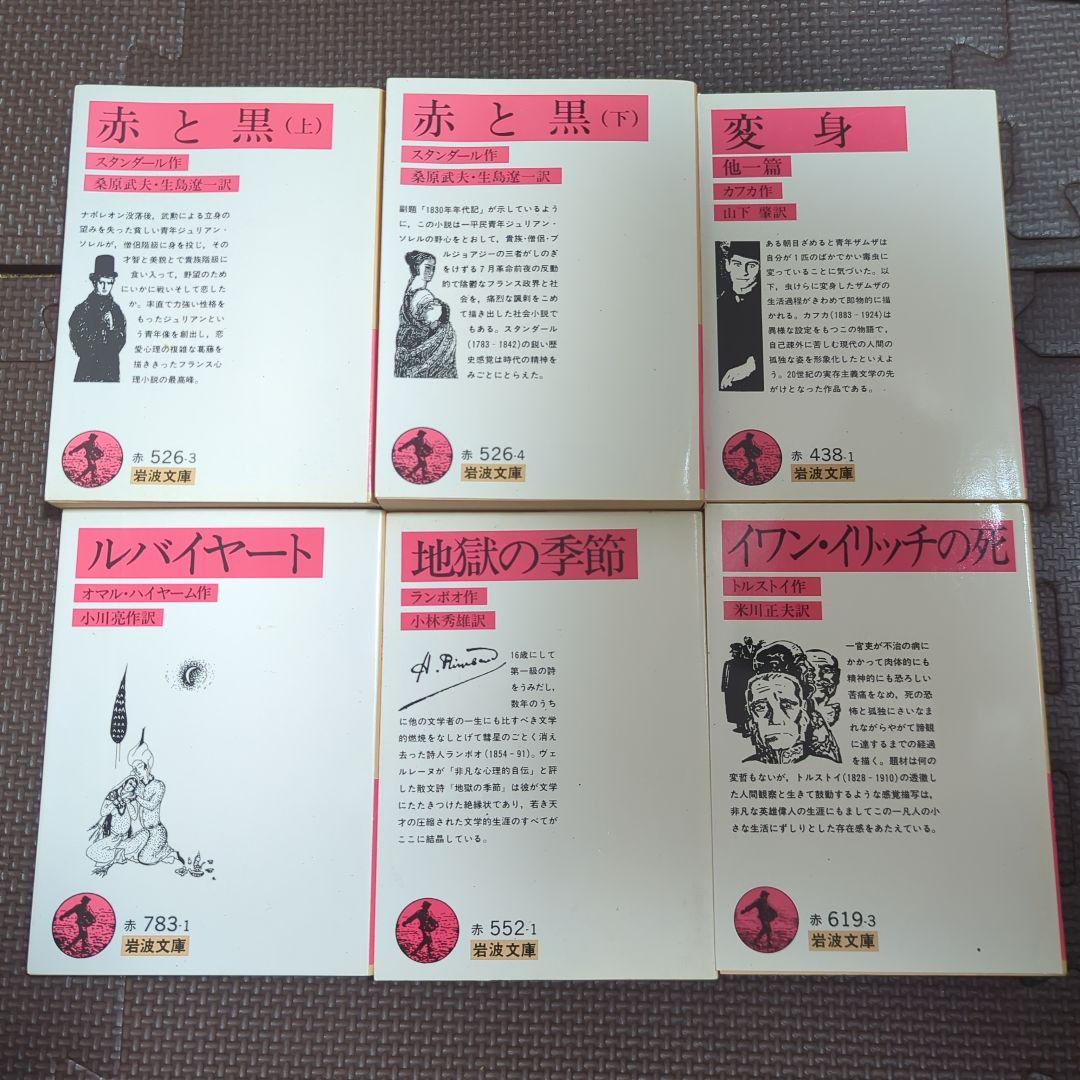 赤と黒(上)
スタンダール作
桑原武夫・生島遼一訳
ナポレオン没落後，武勲による立身の
望みを失った貧しい青年ジュリアン・
ソレルが，僧侶階級に身を投じ，その
才智と美貌とで貴族階級に
食い入って，野望のため
にいかに戦いそして恋した
か。率直で力強い性格を
もったジュリアンとい
う青年像を創出し，恋
愛心理の複雑な葛藤を
描ききったフランス心
理小説の最高峰。
赤 526-3
岩波文庫
赤と黒(下)
スタンダール作
桑原武夫・生島遼一訳
副題「1830年年代記」が示しているよう
に，この小説は一平民青年ジュリアン・
ソレルの野心をとおして，貴族・僧侶・ブ
ルジョアジーの三者がしのぎ
をけずる7月革命前夜の反動
的で陰鬱なフランス政界と社
会を，痛烈な諷刺をこめ
て描き出した社会小説で
もある。スタンダール
(1783‐1842)の鋭い歴
史感覚は時代の精神を
みごとにとらえた。
赤 526-4
岩波文庫
変身
他一篇
カフカ作
山下肇訳
ある朝目ざめると青年ザムザは
自分が1匹のばかでかい毒虫に
変っていることに気づいた。以
下，虫けらに変身したザムザの
生活過程がきわめて即物的に描
かれる。カフカ(1883‐1924)は
異様な設定をもつこの物語で，
自己疎外に苦しむ現代の人間の
孤独な姿を形象化したといえよ
う。20世紀の実存主義文学の先
がけとなった作品である。
赤 438-1
岩波文庫
ルバイヤート
オマル・ハイヤーム作
小川亮作訳
赤 783-1
岩波文庫
地獄の季節
ランボオ作
小林秀雄訳
A. Rimbaud
16歳にして
第一級の詩
をうみだし，
数年のうち
に他の文学者の一生にも比すべき文学
的燃焼をなしとげて彗星のごとく消え
去った詩人ランボオ(1854‐91)。ヴェ
ルレーヌが「非凡な心理的自伝」と評
した散文詩「地獄の季節」は彼が文学
にたたきつけた絶縁状であり，若き天
才の圧縮された文学的生涯のすべてが
ここに結晶している。
赤 552-1
岩波文庫
イワン・イリッチの死
トルストイ作
米川正夫訳
一官吏が不治の病に
かかって肉体的にも
精神的にも恐ろしい
苦痛をなめ，死の恐
怖と孤独にさいなま
れながらやがて諦観
に達するまでの経過
を描く。題材は何の
変哲もないが，トルストイ(1828‐1910)の透徹し
た人間観察と生きて鼓動するような感覚描写は，
非凡な英雄偉人の生涯にもましてこの一凡人の小
さな生活にずしりとした存在感をあたえている。
赤 619-3
岩波文庫